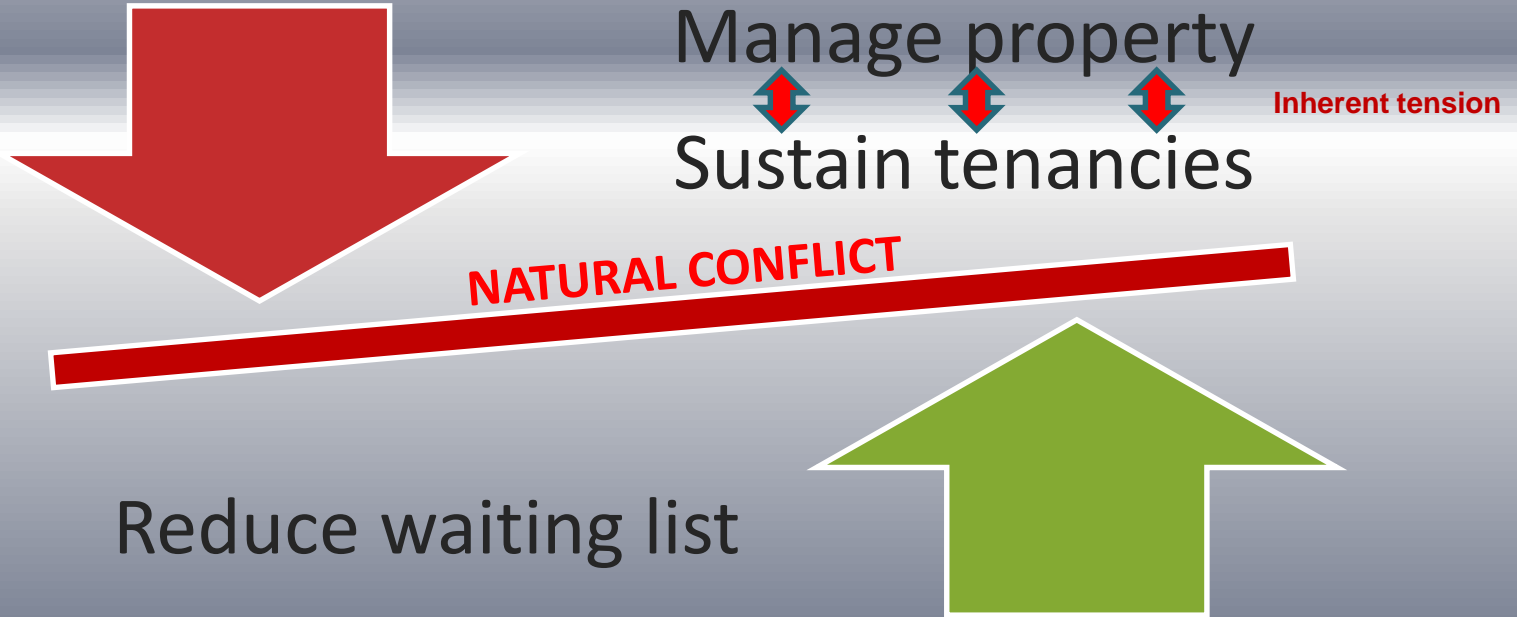 Manage property
Inherent tension
Sustain tenancies
NATURAL CONFLICT
Reduce waiting list